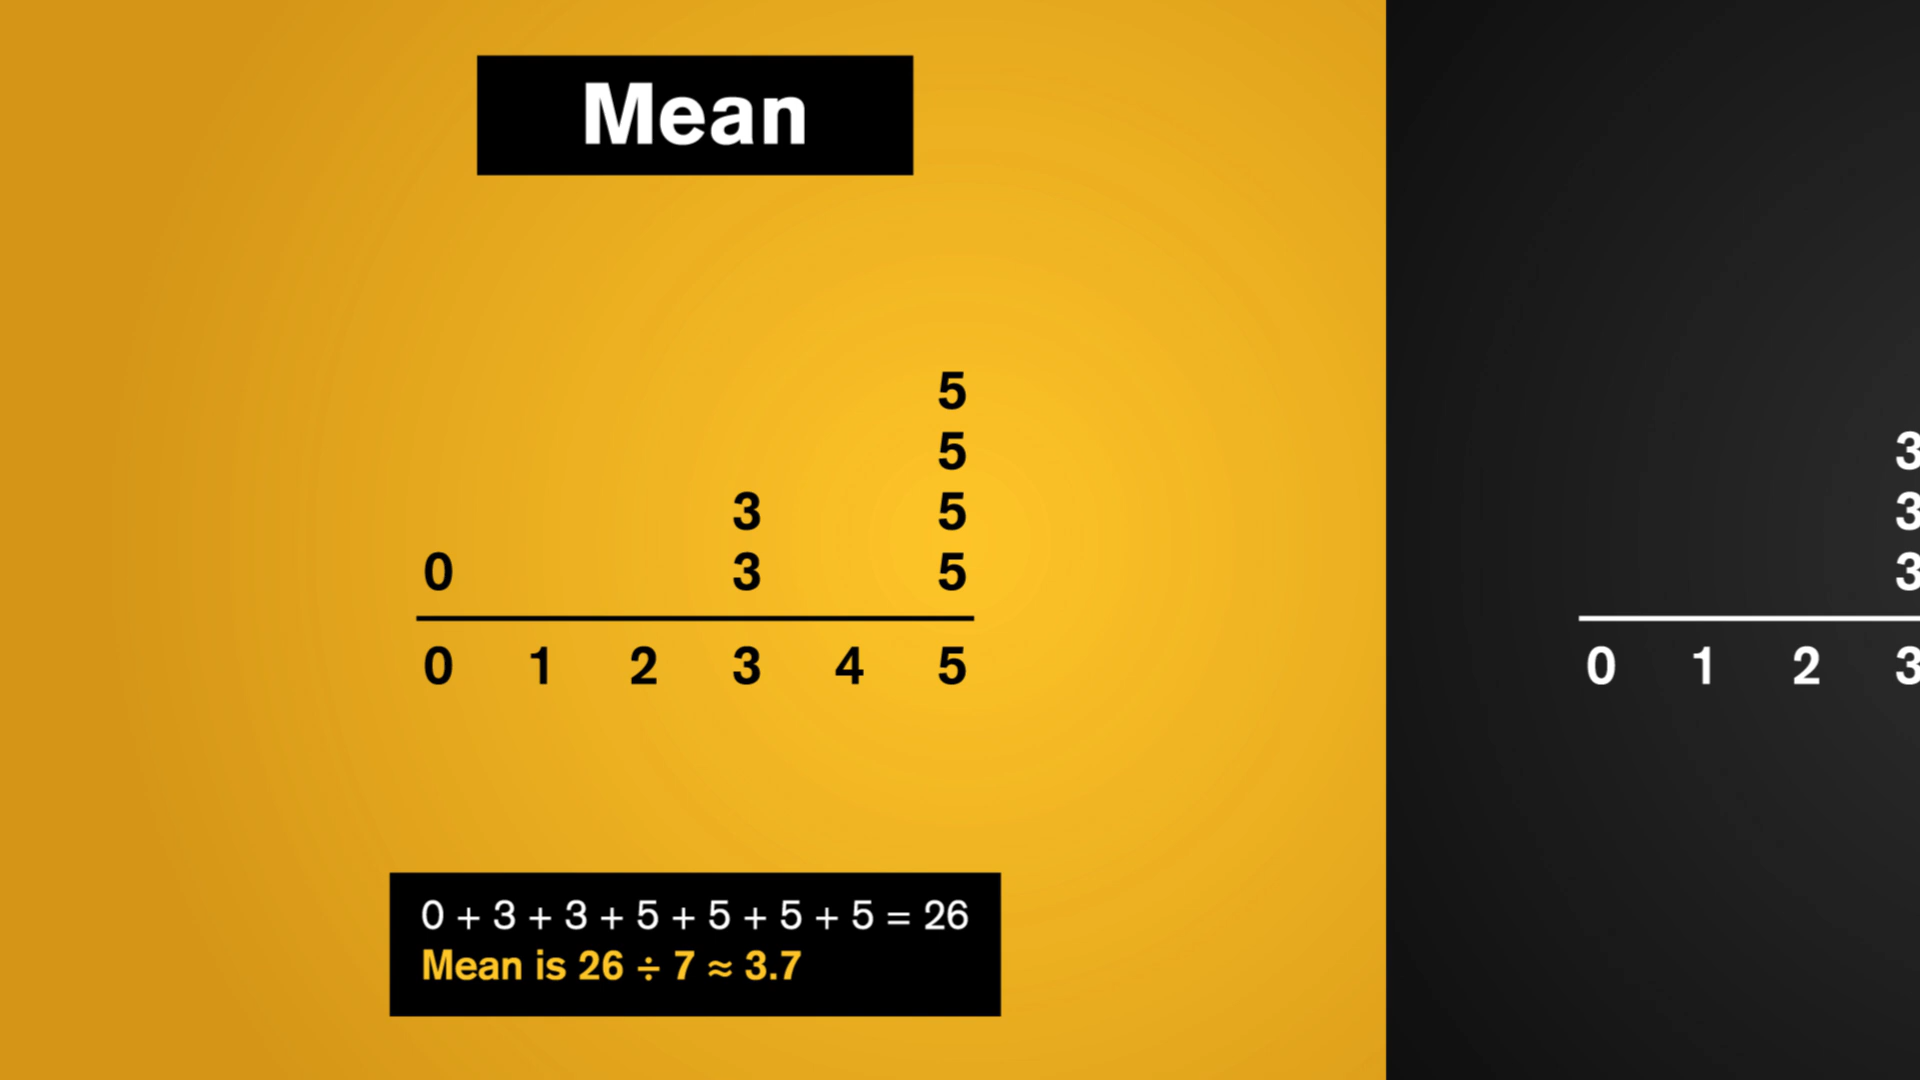 Mean
5
5
3 5
0 3 5
0 1 2 3 4 5
0 + 3 + 3 + 5 + 5 + 5 + 5 = 26
Mean is 26 ÷ 7 ≈ 3.7
3
3
3
0 1 2 3